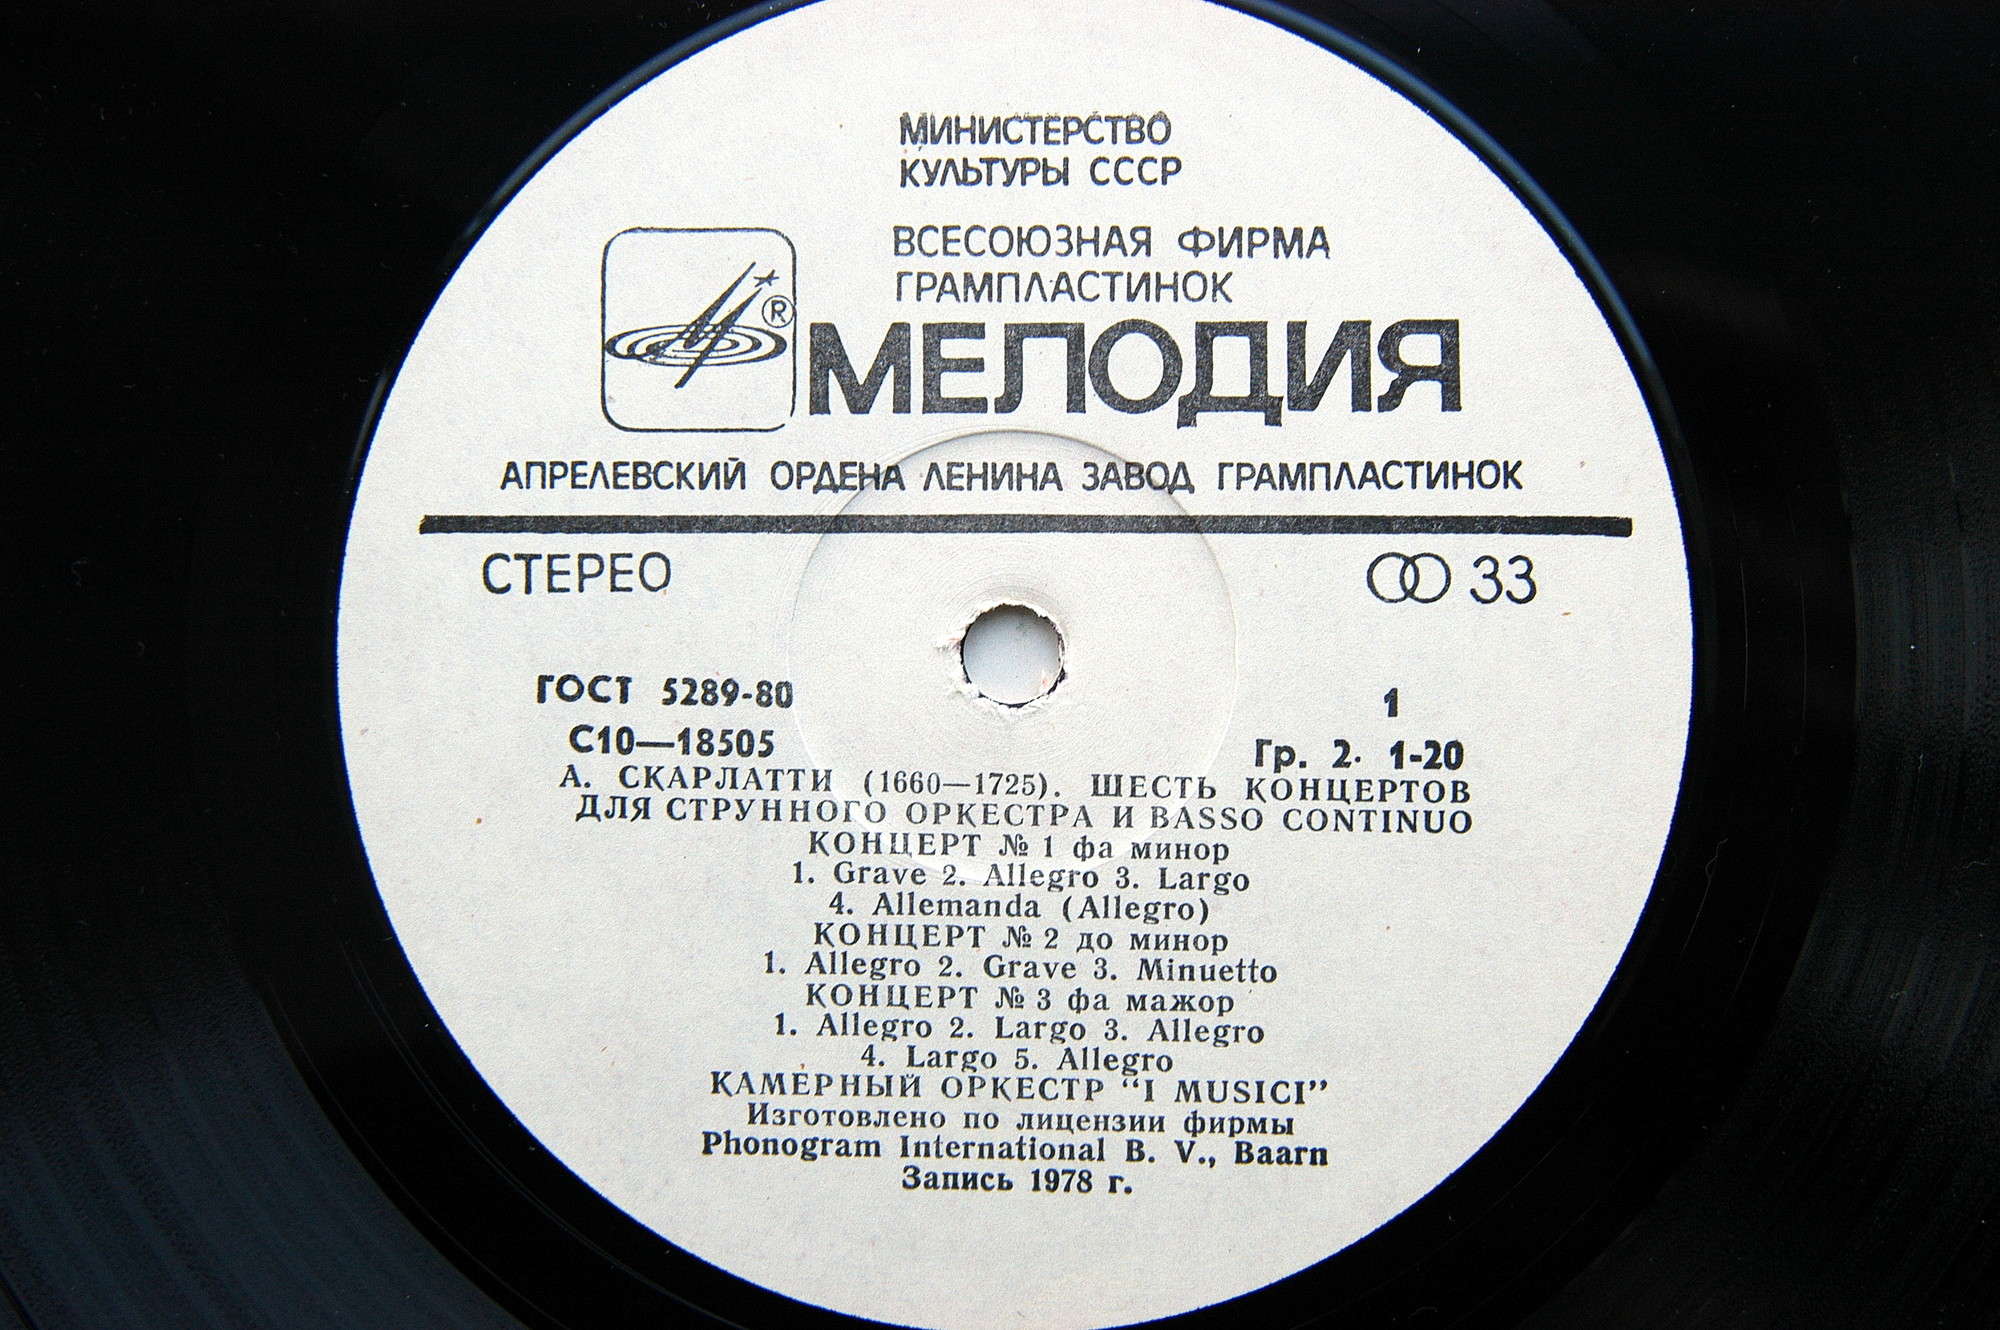 МИНИСТЕРСТВО
КУЛЬТУРЫ СССР
ВСЕСОЮЗНАЯ ФИРМА
ГРАМПЛАСТИНОК
®
МЕЛОДИЯ
АПРЕЛЕВСКИЙ ОРДЕНА ЛЕНИНА ЗАВОД ГРАМПЛАСТИНОК
СТЕРЕО 33
ГОСТ 5289-80 1
С10—18505 Гр. 2. 1-20
А. СКАРЛАТТИ (1660—1725). ШЕСТЬ КОНЦЕРТОВ
ДЛЯ СТРУННОГО ОРКЕСТРА И BASSO CONTINUO
КОНЦЕРТ № 1 фа минор
1. Grave 2. Allegro 3. Largo
4. Allemanda (Allegro)
КОНЦЕРТ № 2 до минор
1. Allegro 2. Grave 3. Minuetto
КОНЦЕРТ № 3 фа мажор
1. Allegro 2. Largo 3. Allegro
4. Largo 5. Allegro
КАМЕРНЫЙ ОРКЕСТР “I MUSICI”
Изготовлено по лицензии фирмы
Phonogram International B. V., Baarn
Запись 1978 г.